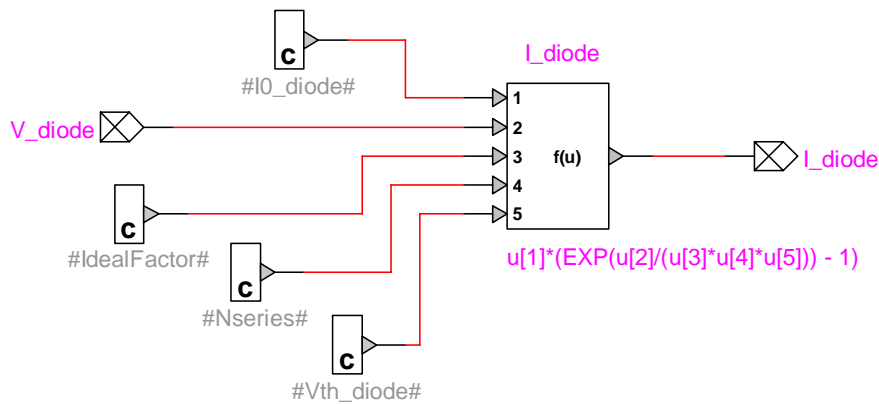 C
#I0_diode#
I_diode
V_diode
1
2
3
4
5
f(u)
I_diode
C
#IdealFactor#
u[1]*(EXP(u[2]/(u[3]*u[4]*u[5])) - 1)
C
#Nseries#
C
#Vth_diode#